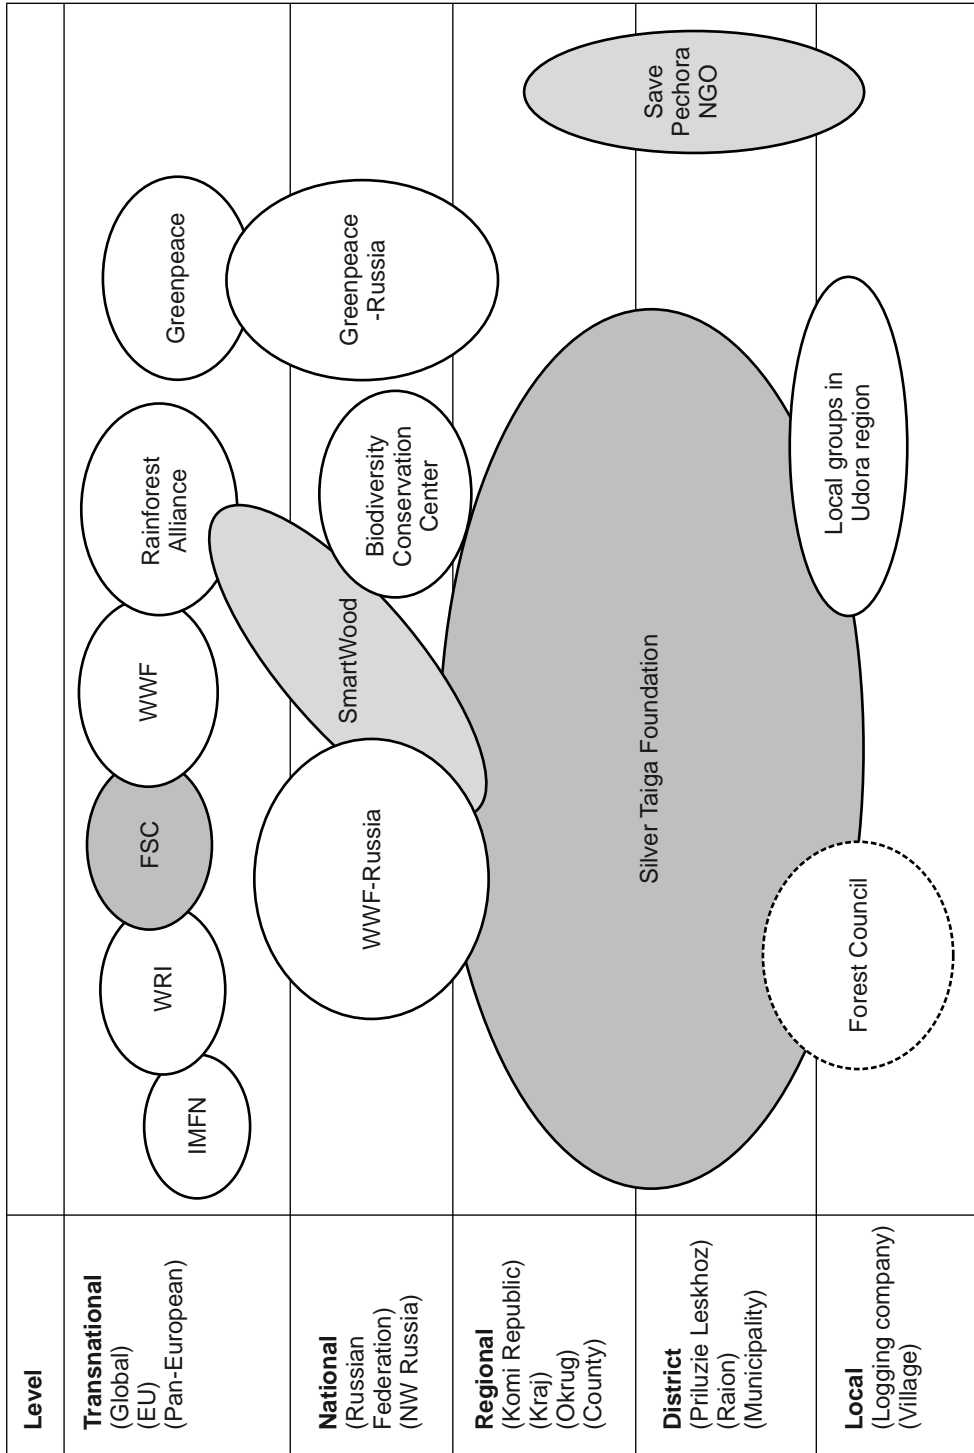 Level
Transnational
(Global)
(EU)
(Pan-European)
IMFN
WRI
FSC
WWF
Rainforest
Alliance
Greenpeace
National
(Russian
Federation)
(NW Russia)
WWF-Russia
SmartWood
Biodiversity
Conservation
Center
Greenpeace
-Russia
Regional
(Komi Republic)
(Kraj)
(Okrug)
(County)
Silver Taiga Foundation
Save
Pechora
NGO
District
(Priluzie Leskhoz)
(Raion)
(Municipality)
Local
(Logging company)
(Village)
Forest Council
Local groups in
Udora region